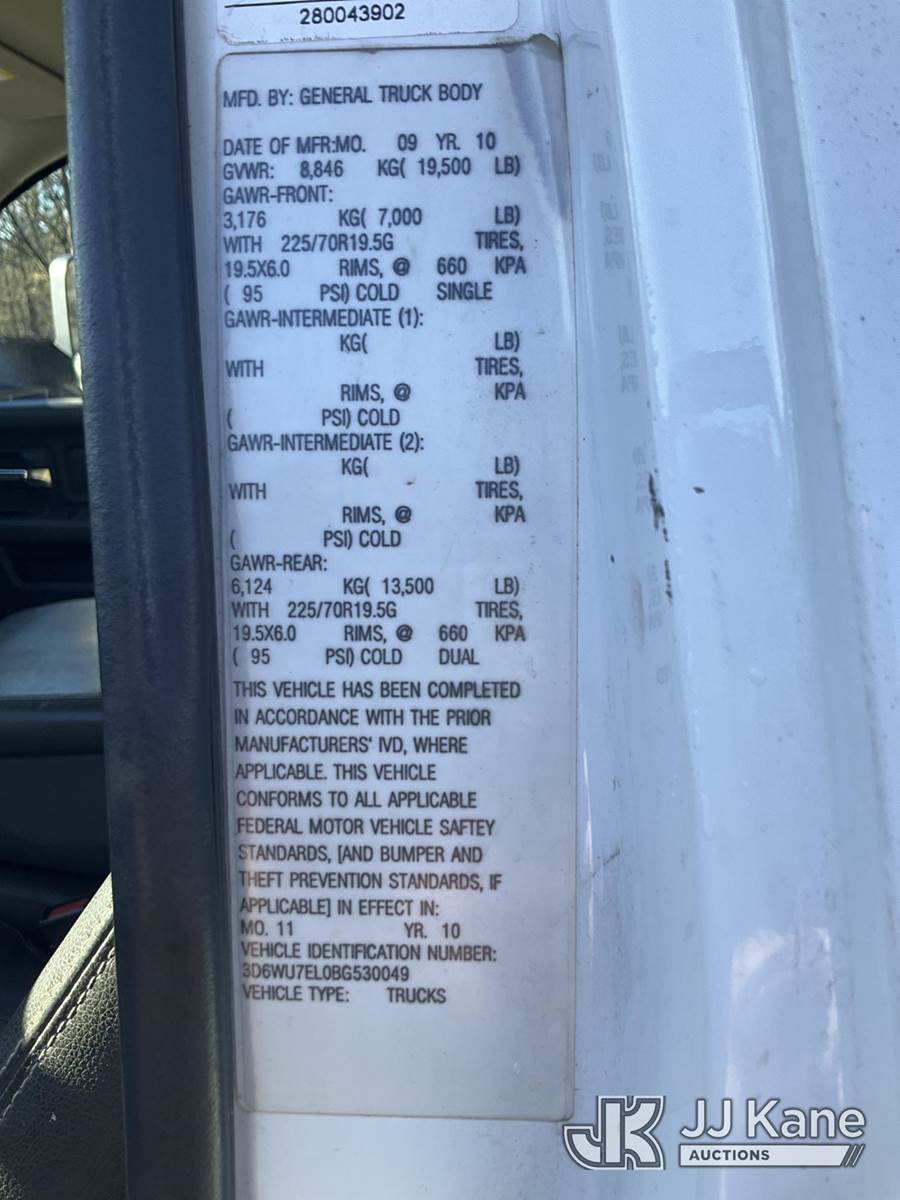 280043902
MFD. BY: GENERAL TRUCK BODY
DATE OF MFR:MO. 09 YR. 10
GVWR: 8,846 KG( 19,500 LB)
GAWR-FRONT:
3,176 KG( 7,000 LB)
WITH 225/70R19.5G TIRES,
19.5X6.0 RIMS, @ 660 KPA
( 95 PSI) COLD SINGLE
GAWR-INTERMEDIATE (1):
KG( LB)
WITH TIRES,
RIMS, @ KPA
( PSI) COLD
GAWR-INTERMEDIATE (2):
KG( LB)
WITH TIRES,
RIMS, @ KPA
( PSI) COLD
GAWR-REAR:
6,124 KG( 13,500 LB)
WITH 225/70R19.5G TIRES,
19.5X6.0 RIMS, @ 660 KPA
( 95 PSI) COLD DUAL
THIS VEHICLE HAS BEEN COMPLETED
IN ACCORDANCE WITH THE PRIOR
MANUFACTURERS' IVD, WHERE
APPLICABLE. THIS VEHICLE
CONFORMS TO ALL APPLICABLE
FEDERAL MOTOR VEHICLE SAFTEY
STANDARDS, [AND BUMPER AND
THEFT PREVENTION STANDARDS, IF
APPLICABLE] IN EFFECT IN:
MO. 11 YR. 10
VEHICLE IDENTIFICATION NUMBER:
3D6WU7EL0BG530049
VEHICLE TYPE: TRUCKS
JK JJ Kane
AUCTIONS